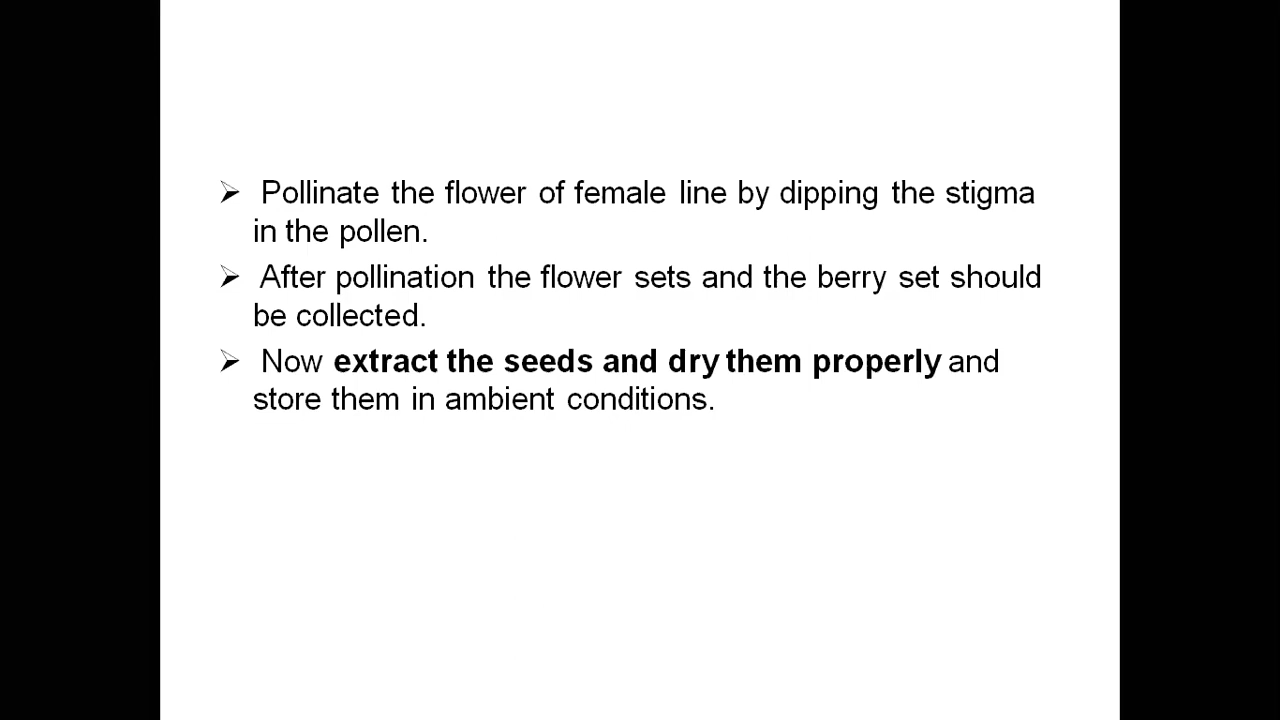 ➢ Pollinate the flower of female line by dipping the stigma
in the pollen.
➢ After pollination the flower sets and the berry set should
be collected.
➢ Now extract the seeds and dry them properly and
store them in ambient conditions.